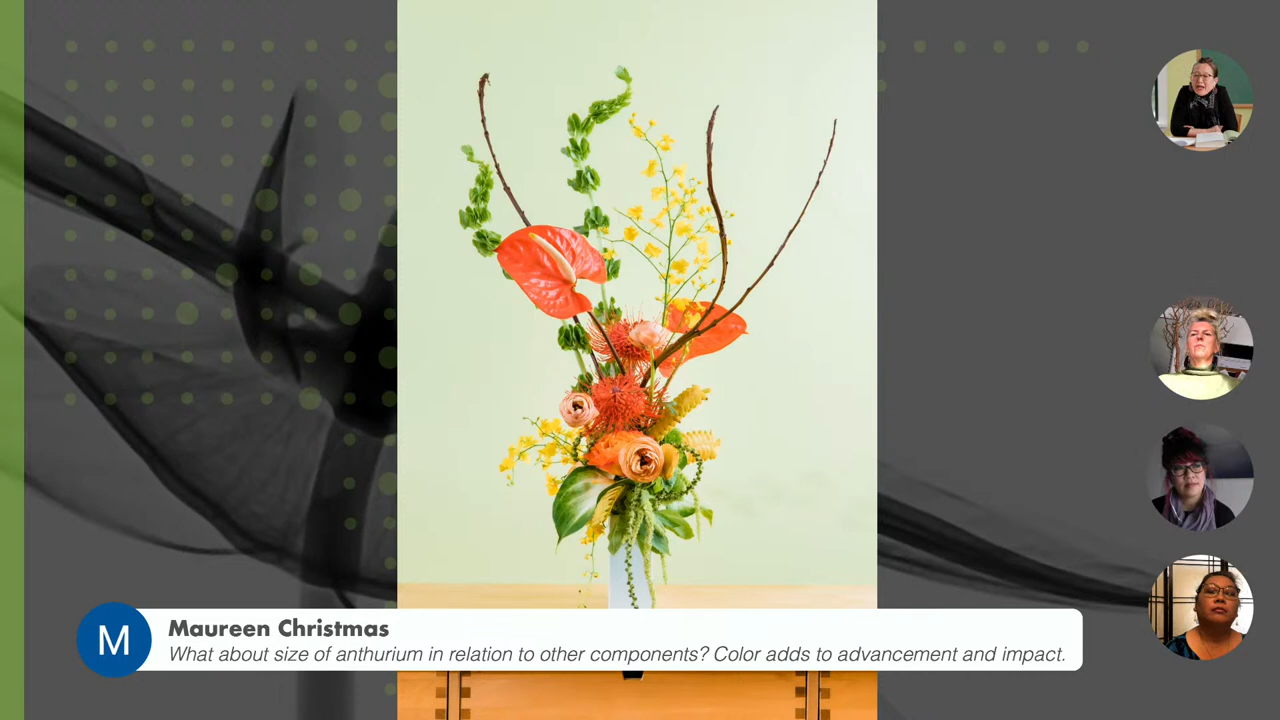 M
Maureen Christmas
What about size of anthurium in relation to other components? Color adds to advancement and impact.